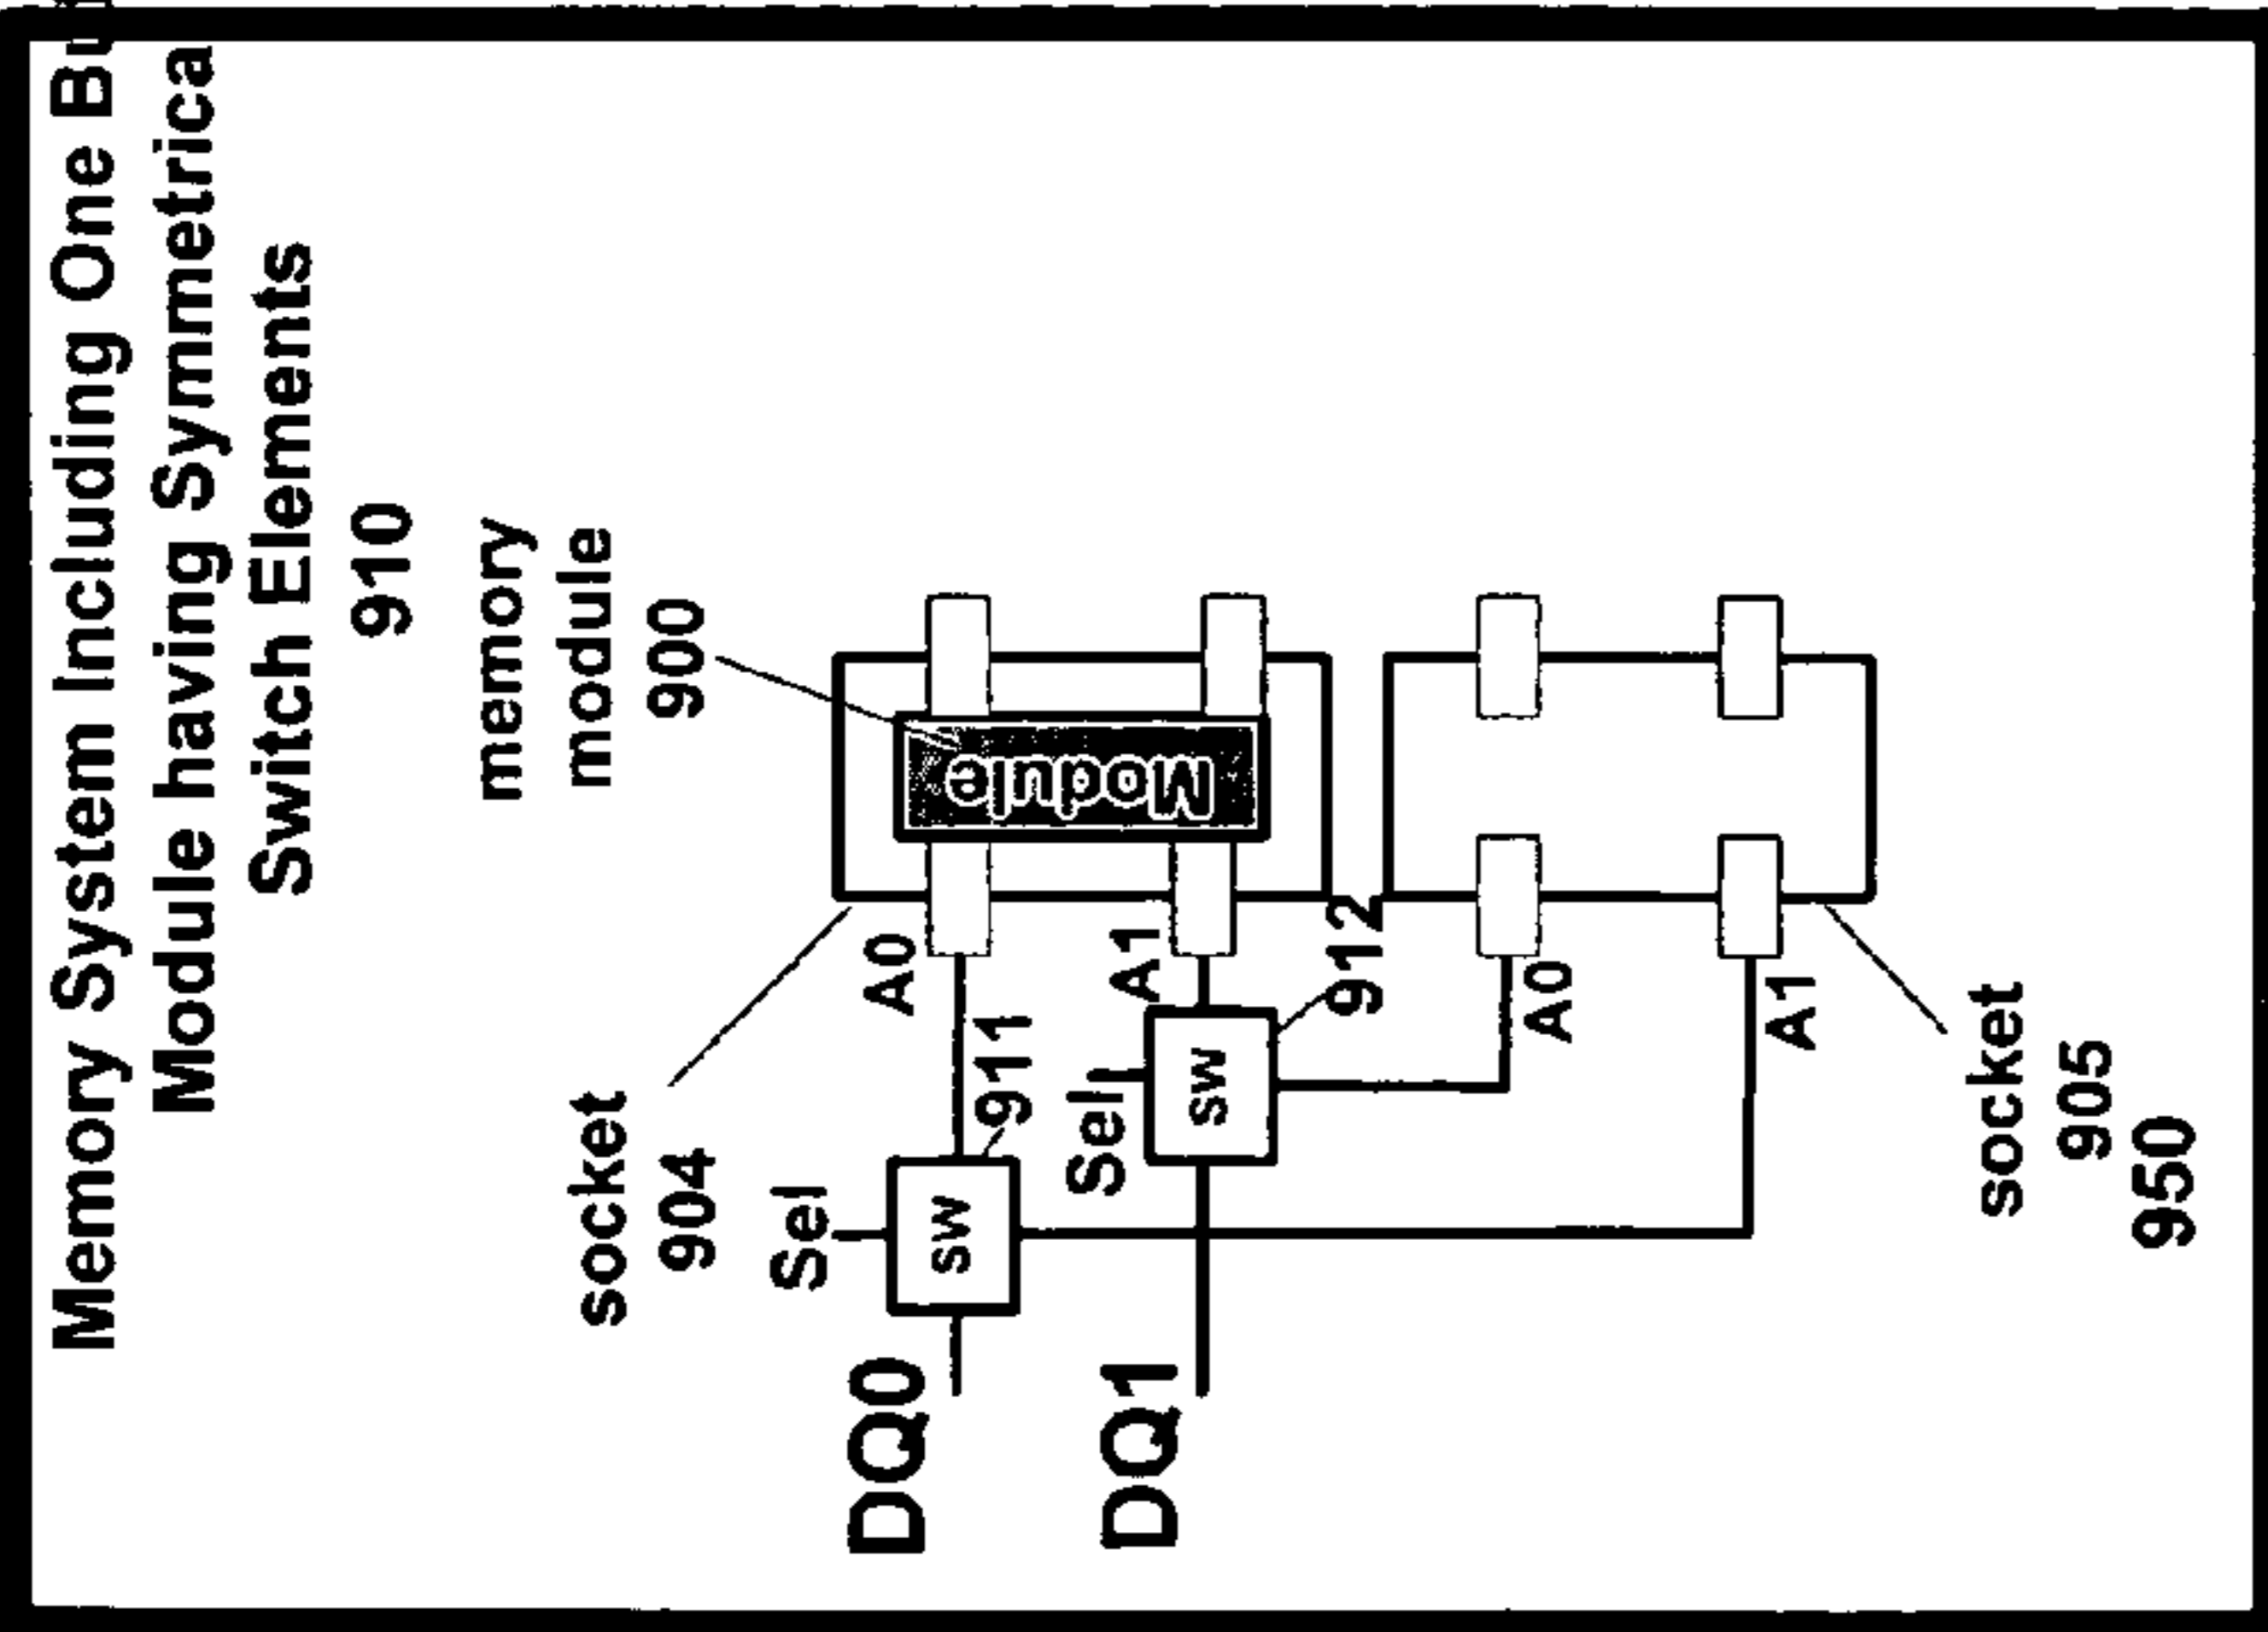 Memory System Including One Bu
Module having Symmetrica
Switch Elements
910
memory
module
900
Module
socket
904
Sel
sw
911
A0
DQ0
Sel
sw
912
A1
DQ1
A0
A1
socket
905
950